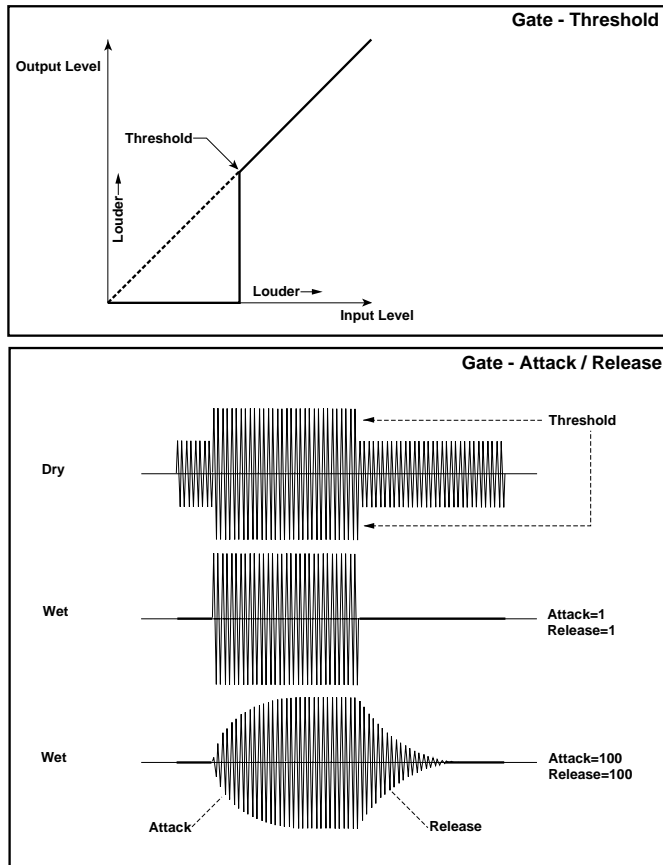 Gate - Threshold
Output Level
Threshold
Louder
Louder
Input Level
Gate - Attack / Release
Threshold
Dry
Wet
Attack=1
Release=1
Wet
Attack=100
Release=100
Attack
Release